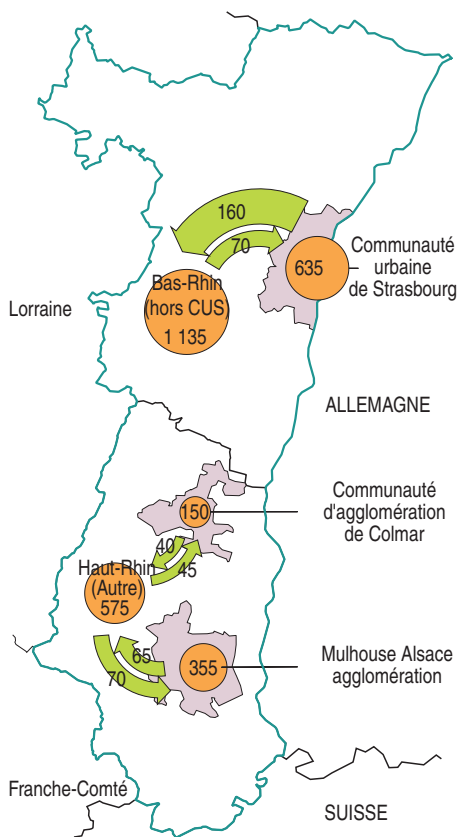 160
70
635
Communauté
urbaine
de Strasbourg
Bas-Rhin
(hors CUS)
1 135
Lorraine
ALLEMAGNE
150
Communauté
d'agglomération
de Colmar
40
45
Haut-Rhin
(Autre)
575
65
70
355
Mulhouse Alsace
agglomération
Franche-Comté
SUISSE